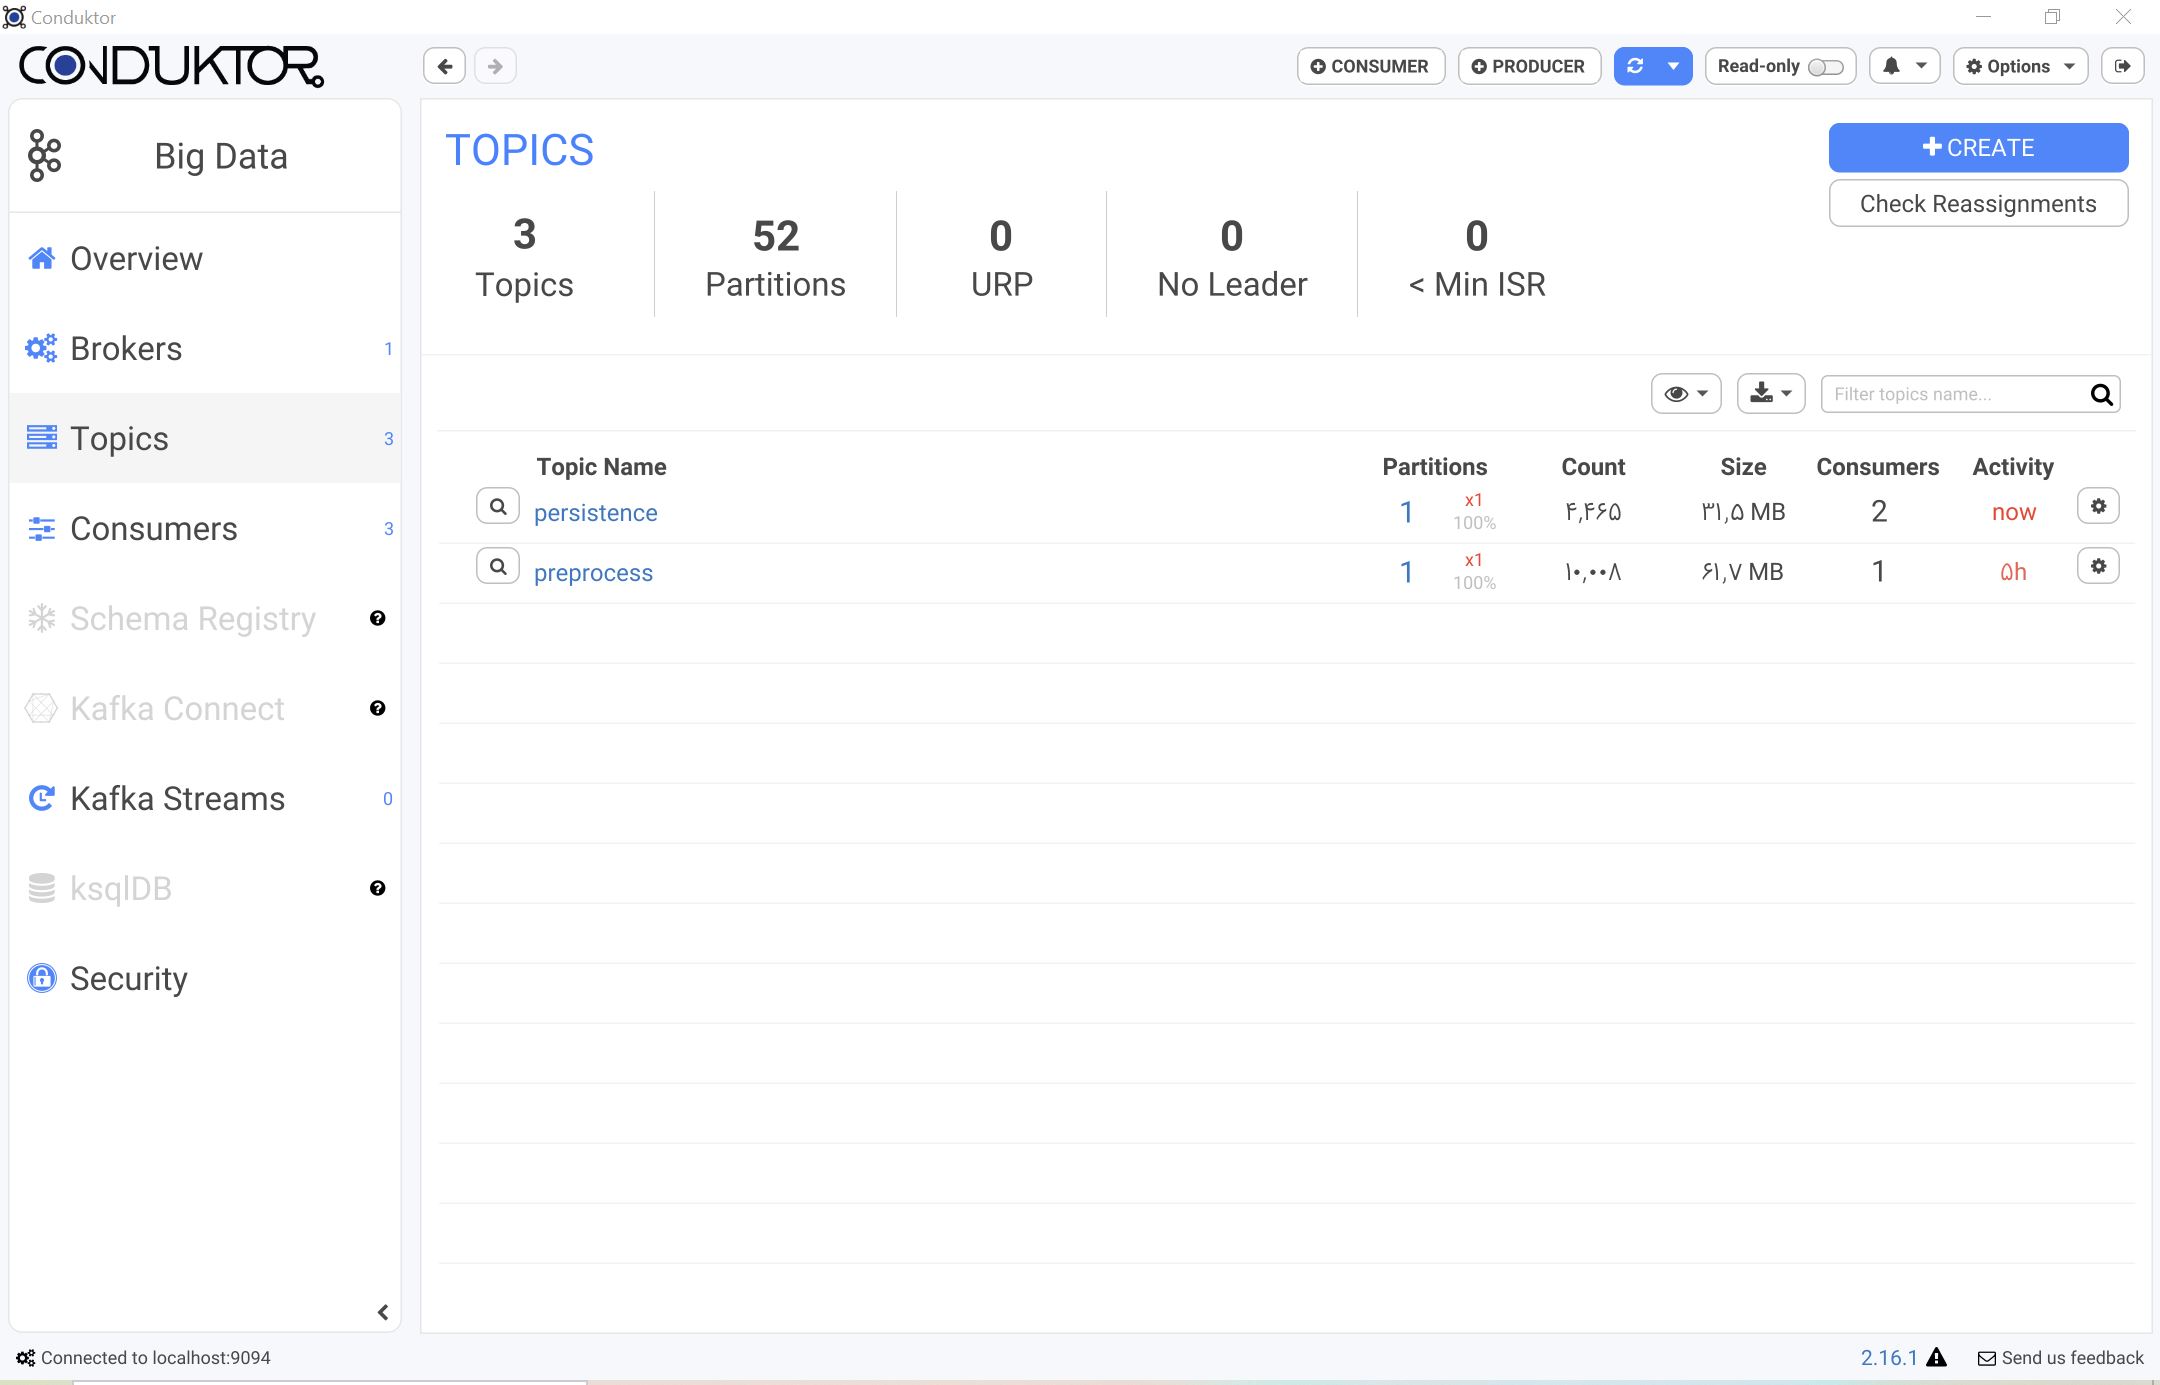 Conduktor
CONDUKTOR
CONSUMER
PRODUCER
Read-only
Options
Big Data
Overview
Brokers 1
Topics 3
Consumers 3
Schema Registry
Kafka Connect
Kafka Streams 0
ksqlDB
Security
TOPICS
CREATE
Check Reassignments
3 52 0 0 0
Topics Partitions URP No Leader < Min ISR
Filter topics name...
Topic Name Partitions Count Size Consumers Activity
persistence 1 x1 100% ۴,۴۶۵ ۳۱,۵ MB 2 now
preprocess 1 x1 100% ۱۰,۰۰۸ ۶۱,۷ MB 1 ۵h
Connected to localhost:9094
2.16.1
Send us feedback